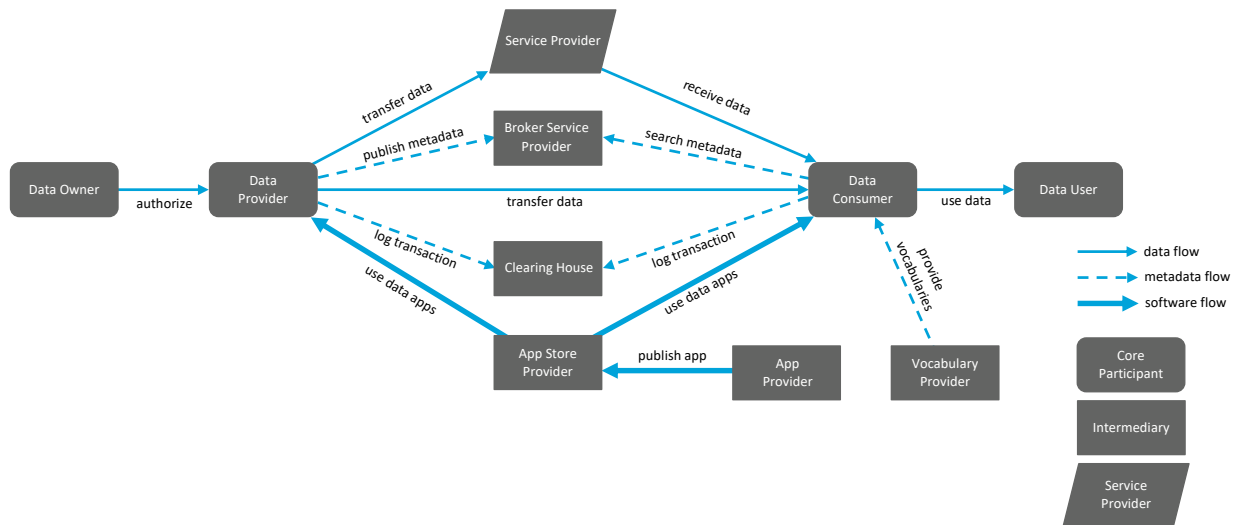 Service Provider
transfer data
receive data
Broker Service
Provider
publish metadata
search metadata
Data Owner
authorize
Data
Provider
transfer data
Data
Consumer
use data
Data User
log transaction
log transaction
Clearing House
use data apps
use data apps
provide
vocabularies
App Store
Provider
publish app
App
Provider
Vocabulary
Provider
data flow
metadata flow
software flow
Core
Participant
Intermediary
Service
Provider